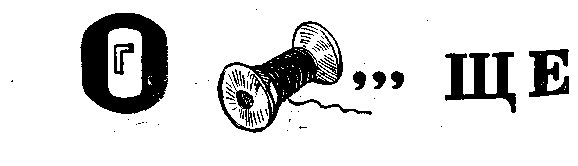 О Г ,,, ЩЕ